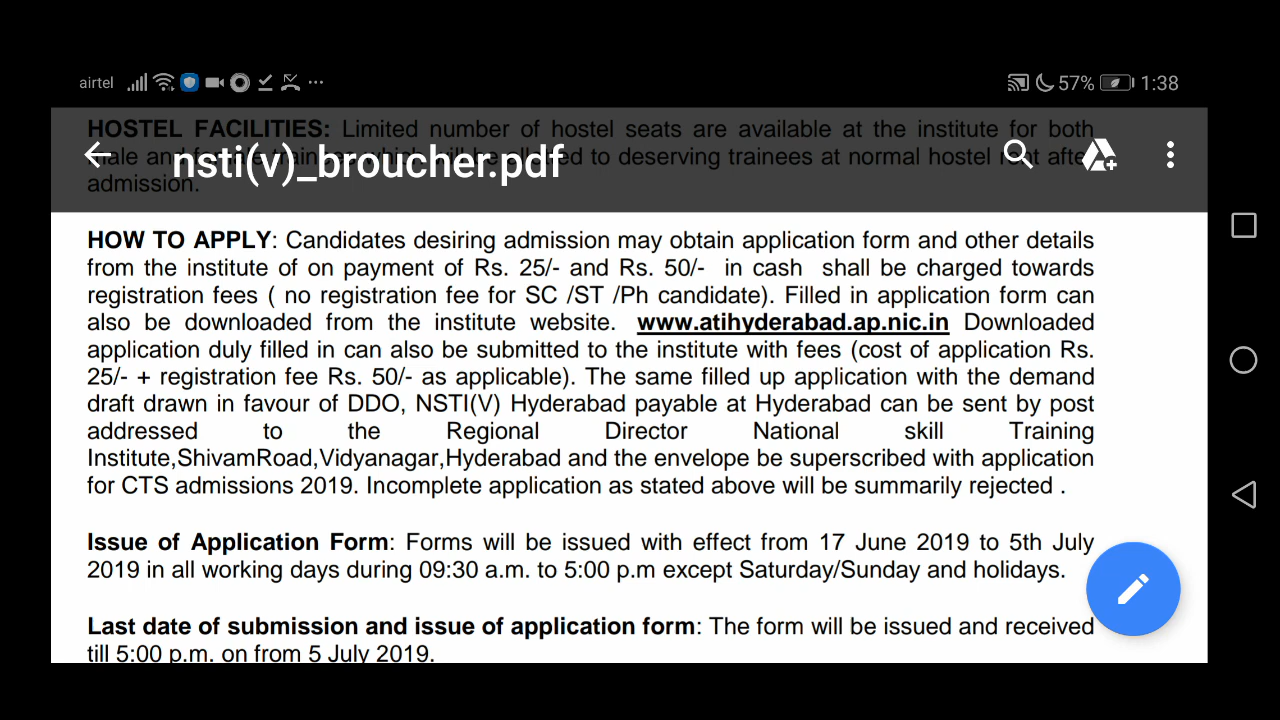 airtel 57% 1:38
HOSTEL FACILITIES: Limited number of hostel seats are available at the institute for both
male and to deserving trainees at normal hostel rent after
nsti(v)_broucher.pdf
admission.
HOW TO APPLY: Candidates desiring admission may obtain application form and other details
from the institute of on payment of Rs. 25/- and Rs. 50/- in cash shall be charged towards
registration fees ( no registration fee for SC /ST /Ph candidate). Filled in application form can
also be downloaded from the institute website. www.atihyderabad.ap.nic.in Downloaded
application duly filled in can also be submitted to the institute with fees (cost of application Rs.
25/- + registration fee Rs. 50/- as applicable). The same filled up application with the demand
draft drawn in favour of DDO, NSTI(V) Hyderabad payable at Hyderabad can be sent by post
addressed to the Regional Director National skill Training
Institute,ShivamRoad,Vidyanagar,Hyderabad and the envelope be superscribed with application
for CTS admissions 2019. Incomplete application as stated above will be summarily rejected .
Issue of Application Form: Forms will be issued with effect from 17 June 2019 to 5th July
2019 in all working days during 09:30 a.m. to 5:00 p.m except Saturday/Sunday and holidays.
Last date of submission and issue of application form: The form will be issued and received
till 5:00 p.m. on from 5 July 2019.